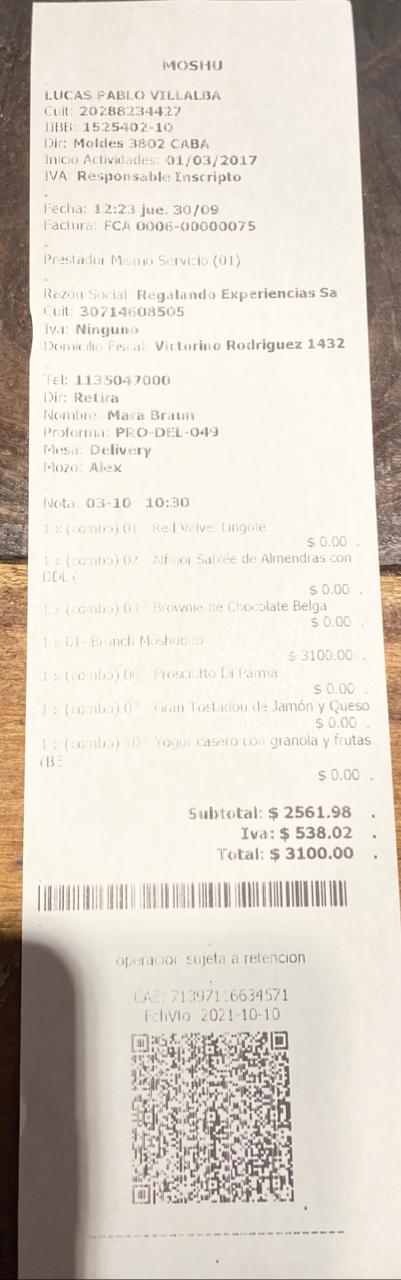 MOSHU
LUCAS PABLO VILLALBA
Cuit: 20288234427
IIBB: 1525402-10
Dir: Moldes 3802 CABA
Inicio Actividades: 01/03/2017
IVA: Responsable Inscripto
.
Fecha: 12:23 jue. 30/09
Factura: FCA 0006-00000075
.
Prestador Mismo Servicio (01)
.
Razón Social: Regalando Experiencias Sa
Cuit: 30714608505
Iva: Ninguno
Domicilio Fiscal: Victorino Rodriguez 1432
.
Tel: 1135047000
Dir: Retira
Nombre: Mara Braun
Proforma: PRO-DEL-049
Mesa: Delivery
Mozo: Alex
.
Nota: 03-10 10:30
1 x (combo) 01 - Red Velvet Lingote
$ 0.00 .
1 x (combo) 02 - Alfajor Sablée de Almendras con
DDL (
$ 0.00 .
1 x (combo) 03 - Brownie de Chocolate Belga
$ 0.00 .
1 x 01- Brunch Moshucito
$ 3100.00 .
1 x (combo) 06 - Prosciutto Di Parma
$ 0.00 .
1 x (combo) 07 - Gran Tostadou de Jamón y Queso
$ 0.00 .
1 x (combo) 10 - Yogur casero con granola y frutas
(BE
$ 0.00 .
Subtotal: $ 2561.98 .
Iva: $ 538.02 .
Total: $ 3100.00 .
.
operacion sujeta a retencion
.
CAE: 71397116634571
FchVto: 2021-10-10